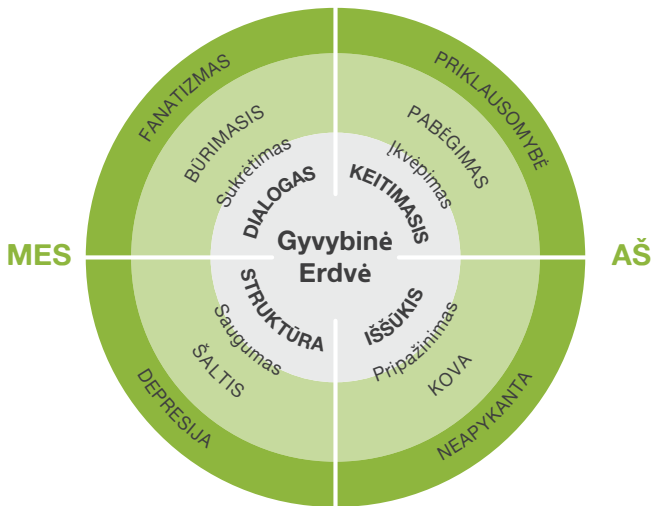 FANATIZMAS
BŪRIMASIS
Sukrėtimas
DIALOGAS
PRIKLAUSOMYBĖ
PABĖGIMAS
Įkvėpimas
KEITIMASIS
MES
Gyvybinė
Erdvė
AŠ
STRUKTŪRA
Saugumas
ŠALTIS
DEPRESIJA
IŠŠŪKIS
Pripažinimas
KOVA
NEAPYKANTA